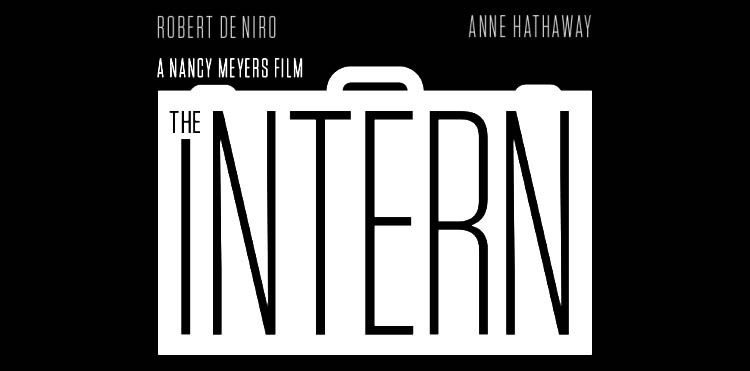 ROBERT DE NIRO
ANNE HATHAWAY
A NANCY MEYERS FILM
THE
INTERN